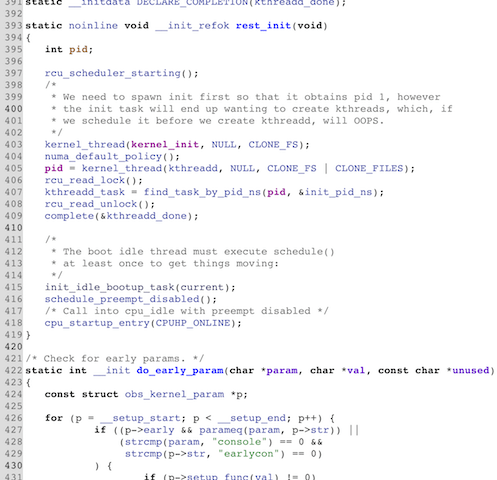 391 static __initdata DECLARE_COMPLETION(kthreadd_done);
392
393 static noinline void __init_refok rest_init(void)
394 {
395     int pid;
396
397     rcu_scheduler_starting();
398     /*
399      * We need to spawn init first so that it obtains pid 1, however
400      * the init task will end up wanting to create kthreads, which, if
401      * we schedule it before we create kthreadd, will OOPS.
402      */
403     kernel_thread(kernel_init, NULL, CLONE_FS);
404     numa_default_policy();
405     pid = kernel_thread(kthreadd, NULL, CLONE_FS | CLONE_FILES);
406     rcu_read_lock();
407     kthreadd_task = find_task_by_pid_ns(pid, &init_pid_ns);
408     rcu_read_unlock();
409     complete(&kthreadd_done);
410
411     /*
412      * The boot idle thread must execute schedule()
413      * at least once to get things moving:
414      */
415     init_idle_bootup_task(current);
416     schedule_preempt_disabled();
417     /* Call into cpu_idle with preempt disabled */
418     cpu_startup_entry(CPUHP_ONLINE);
419 }
420
421 /* Check for early params. */
422 static int __init do_early_param(char *param, char *val, const char *unused)
423 {
424     const struct obs_kernel_param *p;
425
426     for (p = __setup_start; p < __setup_end; p++) {
427         if ((p->early && parameq(param, p->str)) ||
428             (strcmp(param, "console") == 0 &&
429              strcmp(p->str, "earlycon") == 0)
430         ) {
431             if (p->setup_func(val) != 0)